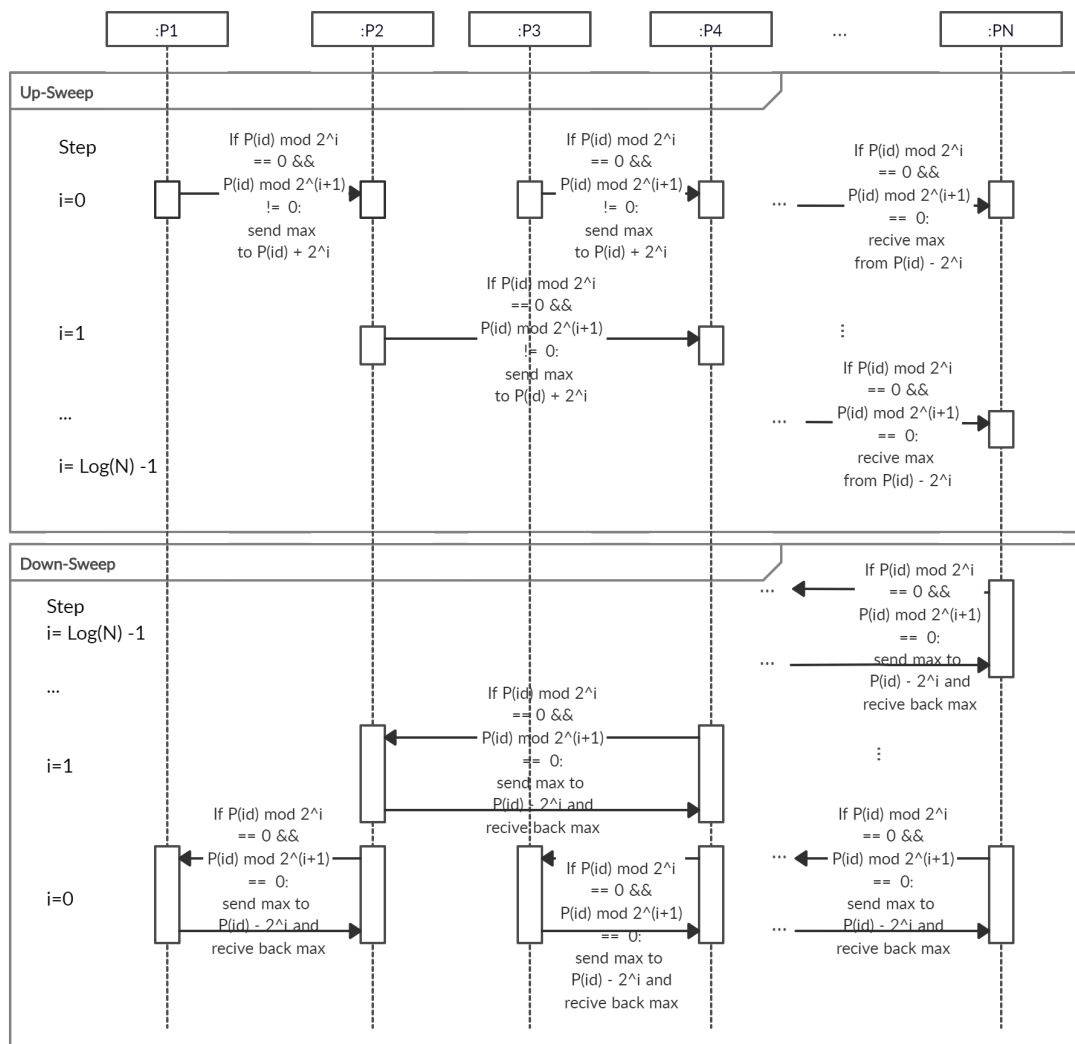 :P1
:P2
:P3
:P4
...
:PN
Up-Sweep
Step
If P(id) mod 2^i
== 0 &&
P(id) mod 2^(i+1)
!= 0:
send max
to P(id) + 2^i
If P(id) mod 2^i
== 0 &&
P(id) mod 2^(i+1)
!= 0:
send max
to P(id) + 2^i
...
If P(id) mod 2^i
== 0 &&
P(id) mod 2^(i+1)
== 0:
recive max
from P(id) - 2^i
i=0
If P(id) mod 2^i
== 0 &&
P(id) mod 2^(i+1)
!= 0:
send max
to P(id) + 2^i
i=1
...
...
...
If P(id) mod 2^i
== 0 &&
P(id) mod 2^(i+1)
== 0:
recive max
from P(id) - 2^i
i= Log(N) -1
Down-Sweep
Step
i= Log(N) -1
...
If P(id) mod 2^i
== 0 &&
P(id) mod 2^(i+1)
== 0:
send max to
P(id) - 2^i and
recive back max
...
...
If P(id) mod 2^i
== 0 &&
P(id) mod 2^(i+1)
== 0:
send max to
P(id) - 2^i and
recive back max
i=1
...
If P(id) mod 2^i
== 0 &&
P(id) mod 2^(i+1)
== 0:
send max to
P(id) - 2^i and
recive back max
i=0
If P(id) mod 2^i
== 0 &&
P(id) mod 2^(i+1)
== 0:
send max to
P(id) - 2^i and
recive back max
...
If P(id) mod 2^i
== 0 &&
P(id) mod 2^(i+1)
== 0:
send max to
P(id) - 2^i and
recive back max
...